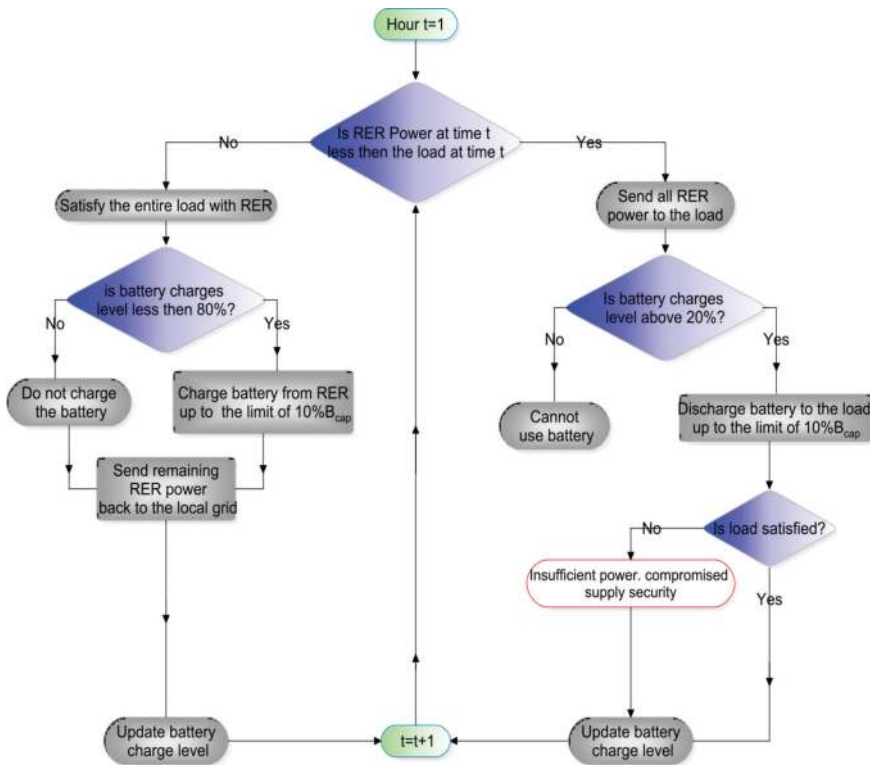 Hour t=1
Is RER Power at time t
less then the load at time t
No
Yes
Satisfy the entire load with RER
Send all RER
power to the load
is battery charges
level less then 80%?
Is battery charges
level above 20%?
No
Yes
No
Yes
Do not charge
the battery
Charge battery from RER
up to the limit of 10%Bcap
Cannot
use battery
Discharge battery to the load
up to the limit of 10%Bcap
Send remaining
RER power
back to the local grid
Is load satisfied?
No
Yes
Insufficient power. compromised
supply security
Update battery
charge level
t=t+1
Update battery
charge level